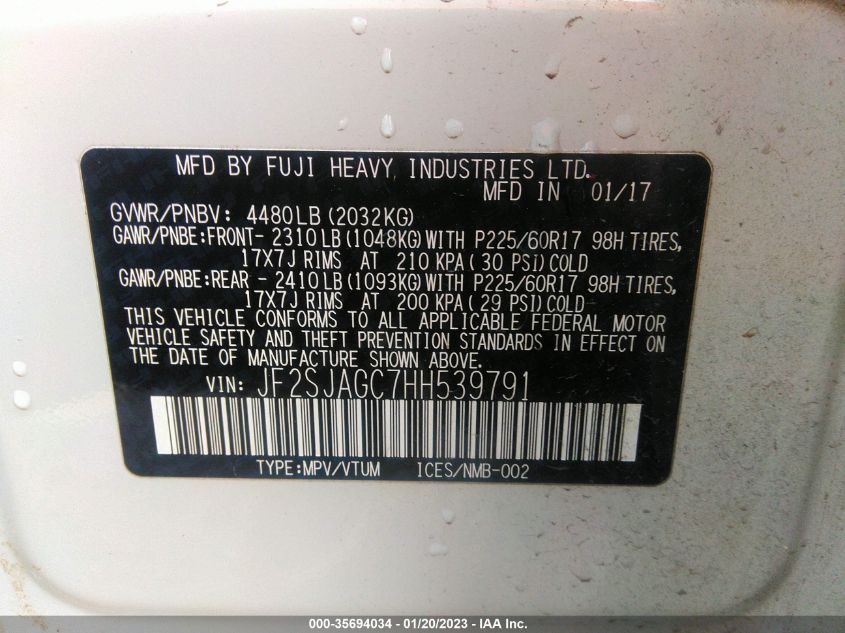 MFD BY FUJI HEAVY INDUSTRIES LTD.
MFD IN 01/17
GVWR/PNBV: 4480LB (2032KG)
GAWR/PNBE:FRONT- 2310LB (1048KG) WITH P225/60R17 98H TIRES,
17X7J RIMS AT 210 KPA (30 PSI) COLD
GAWR/PNBE:REAR - 2410LB (1093KG) WITH P225/60R17 98H TIRES,
17X7J RIMS AT 200 KPA (29 PSI) COLD
THIS VEHICLE CONFORMS TO ALL APPLICABLE FEDERAL MOTOR
VEHICLE SAFETY AND THEFT PREVENTION STANDARDS IN EFFECT ON
THE DATE OF MANUFACTURE SHOWN ABOVE.
VIN: JF2SJAGC7HH539791
TYPE:MPV/VTUM ICES/NMB-002
000-35694034 - 01/20/2023 - IAA Inc.